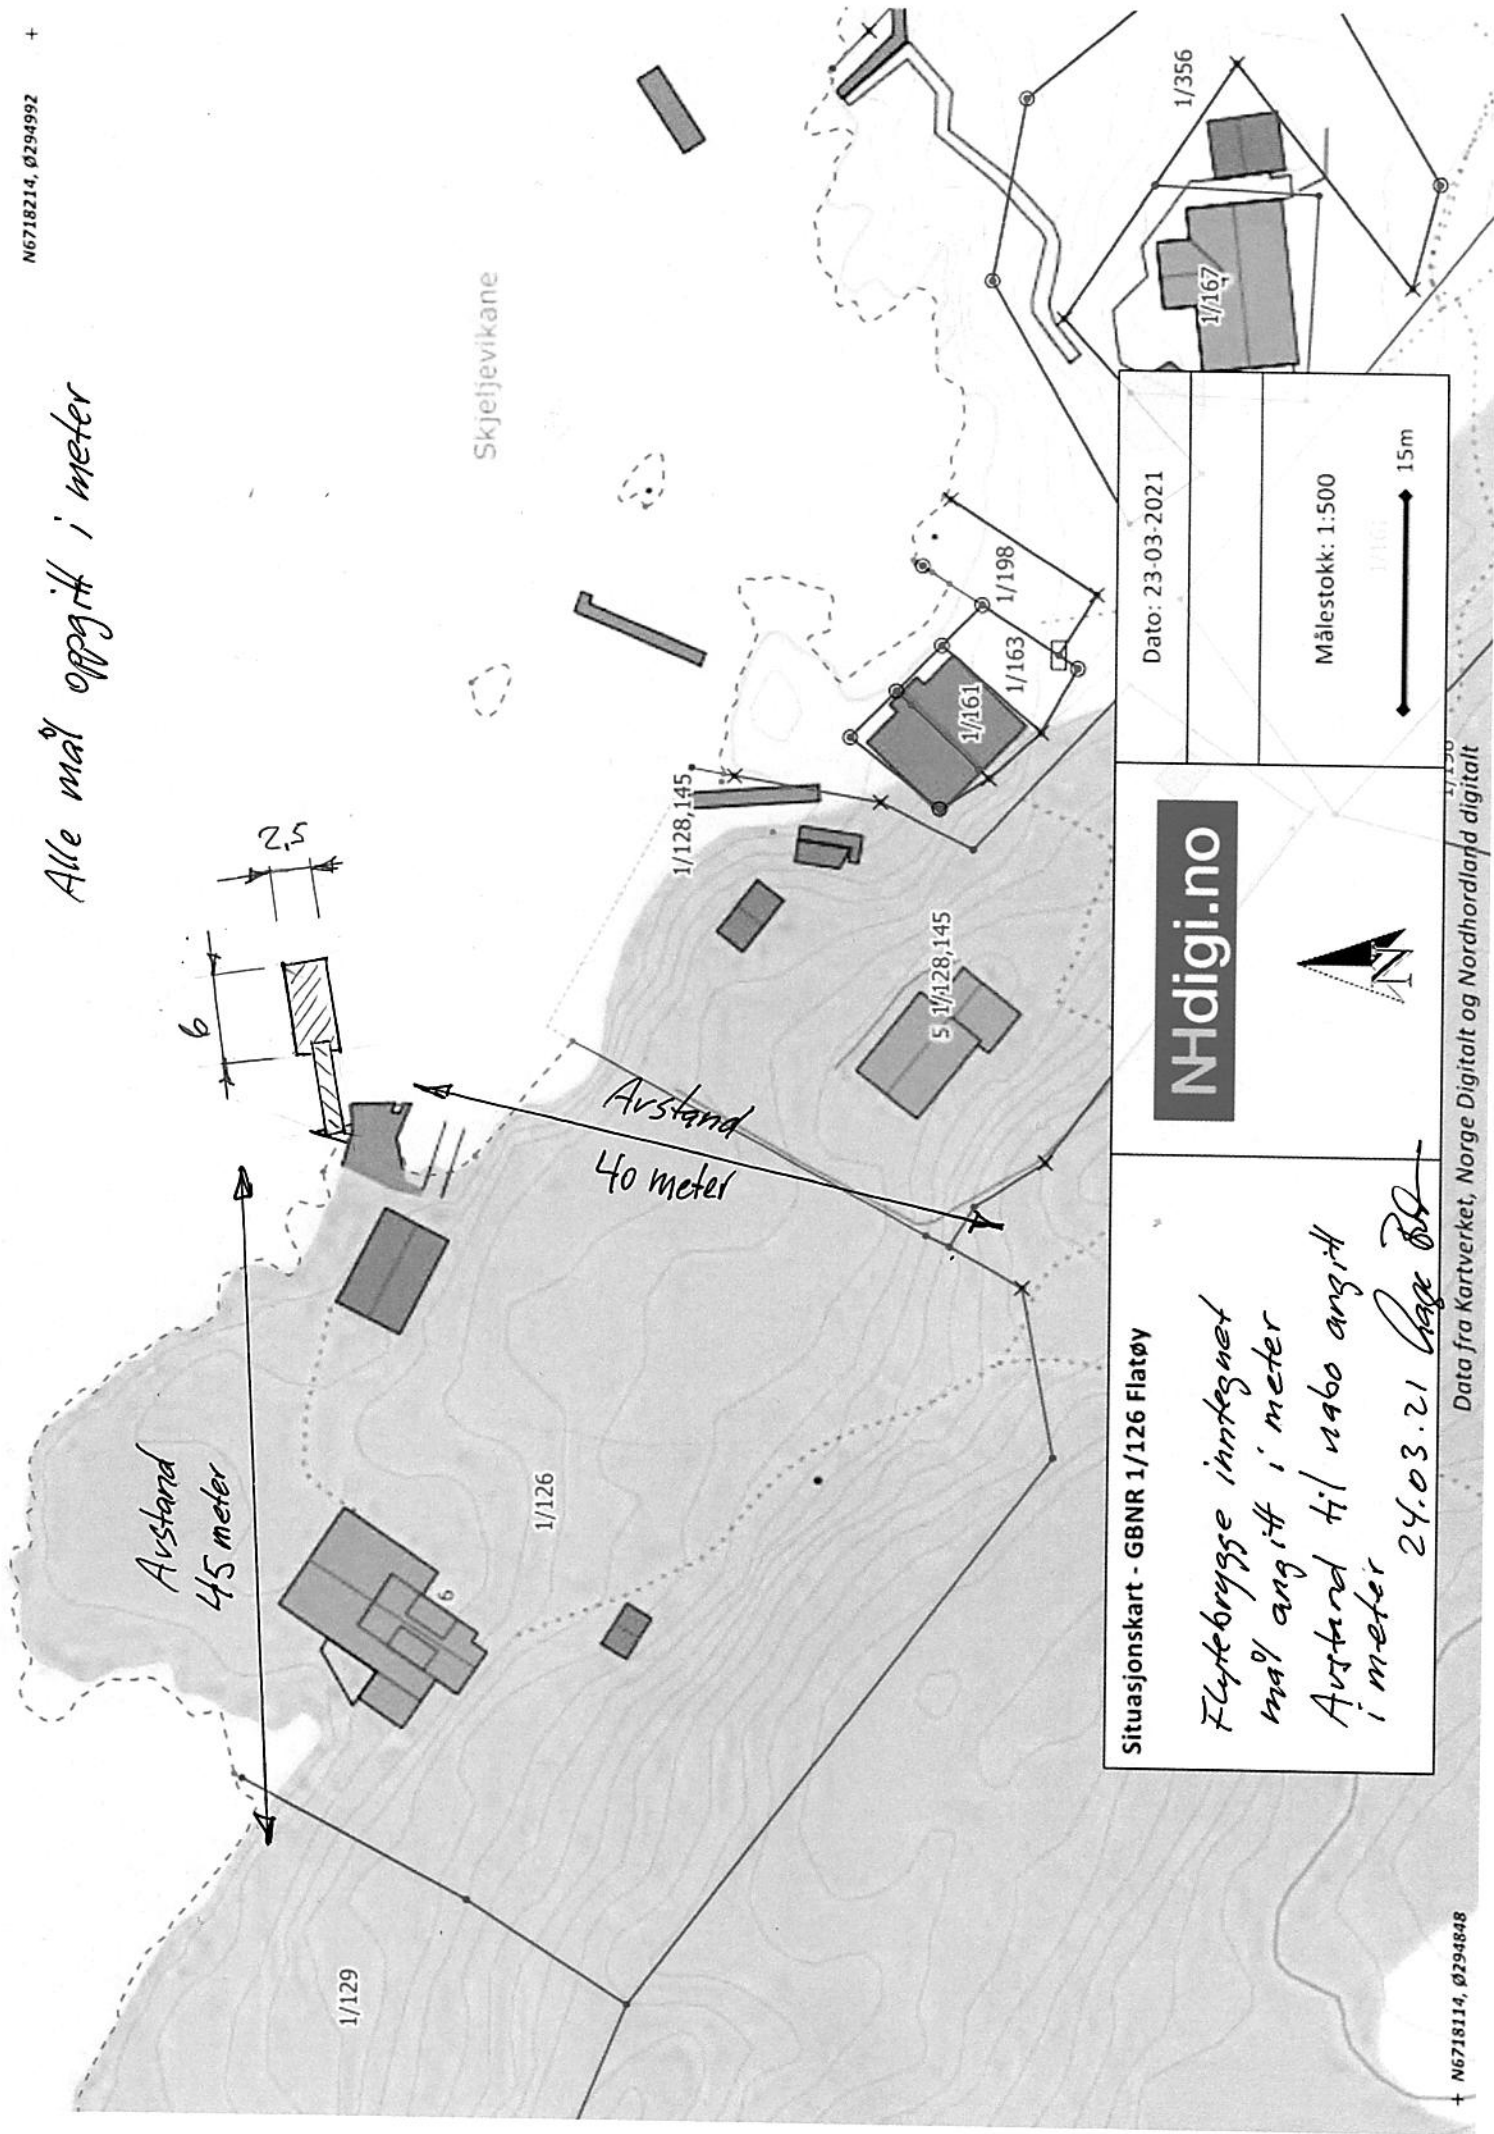 N6718214, Ø294992
Alle mål oppgitt i meter
Skjeljevikane
6
2,5
Avstand
45 meter
Avstand
40 meter
1/129
1/126
6
1/128,145
5 1/128,145
1/161
1/163
1/198
1/167
1/356
Situasjonskart - GBNR 1/126 Flatøy
Flytebrygge inntegnet
mål angitt i meter
Avstand til nabo angitt
i meter
24.03.21
NHdigi.no
N
Dato: 23-03-2021
Målestokk: 1:500
1/161
15m
1/198
Data fra Kartverket, Norge Digitalt og Nordhordland digitalt
N6718114, Ø294848